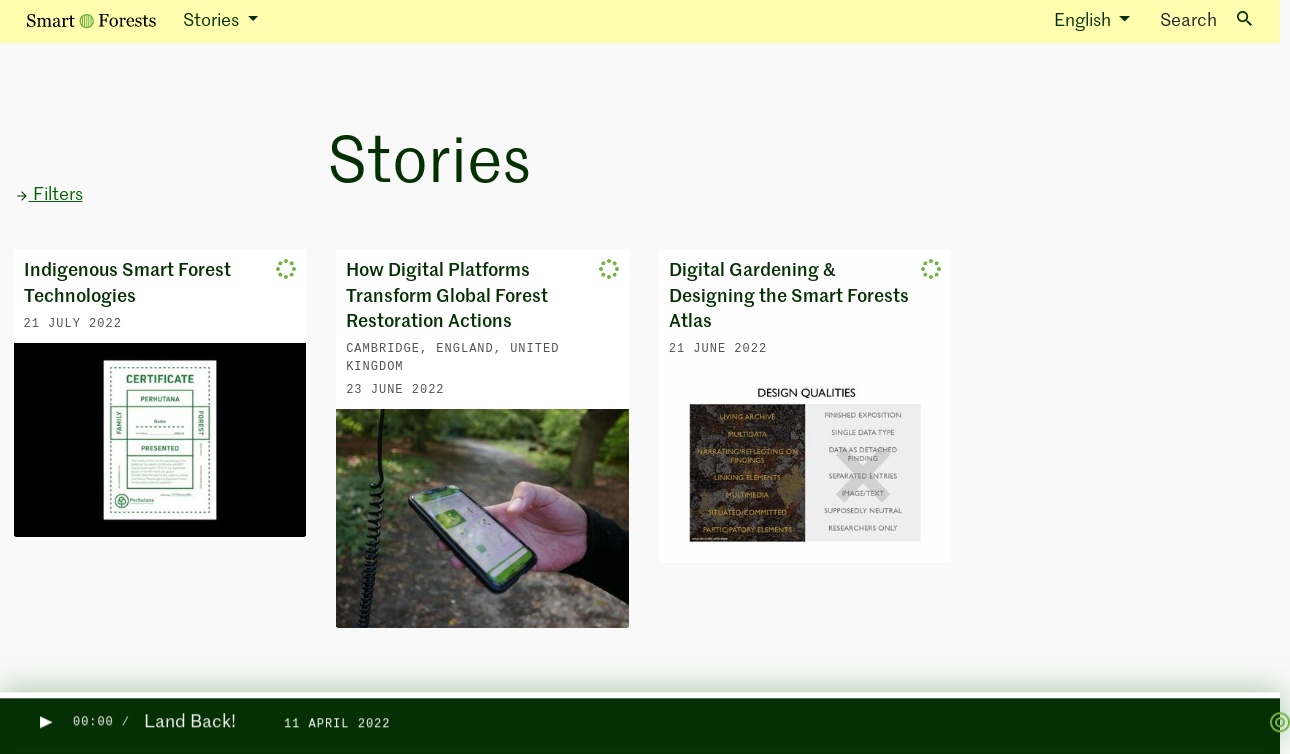 Smart Forests
Stories
English
Search
Stories
→ Filters
Indigenous Smart Forest
Technologies
21 JULY 2022
CERTIFICATE
PERHUTANA
FAMILY
FOREST
Name
PRESENTED
Perhutana
How Digital Platforms
Transform Global Forest
Restoration Actions
CAMBRIDGE, ENGLAND, UNITED
KINGDOM
23 JUNE 2022
Digital Gardening &
Designing the Smart Forests
Atlas
21 JUNE 2022
DESIGN QUALITIES
LIVING ARCHIVE
MULTIDATA
NARRATING/REFLECTING ON
FINDINGS
LINKING ELEMENTS
MULTIMEDIA
SITUATED/COMMITTED
PARTICIPATORY ELEMENTS
FINISHED EXPOSITION
SINGLE DATA TYPE
DATA AS DETACHED
FINDING
SEPARATED ENTRIES
IMAGE/TEXT
SUPPOSEDLY NEUTRAL
RESEARCHERS ONLY
00:00 / Land Back! 11 APRIL 2022